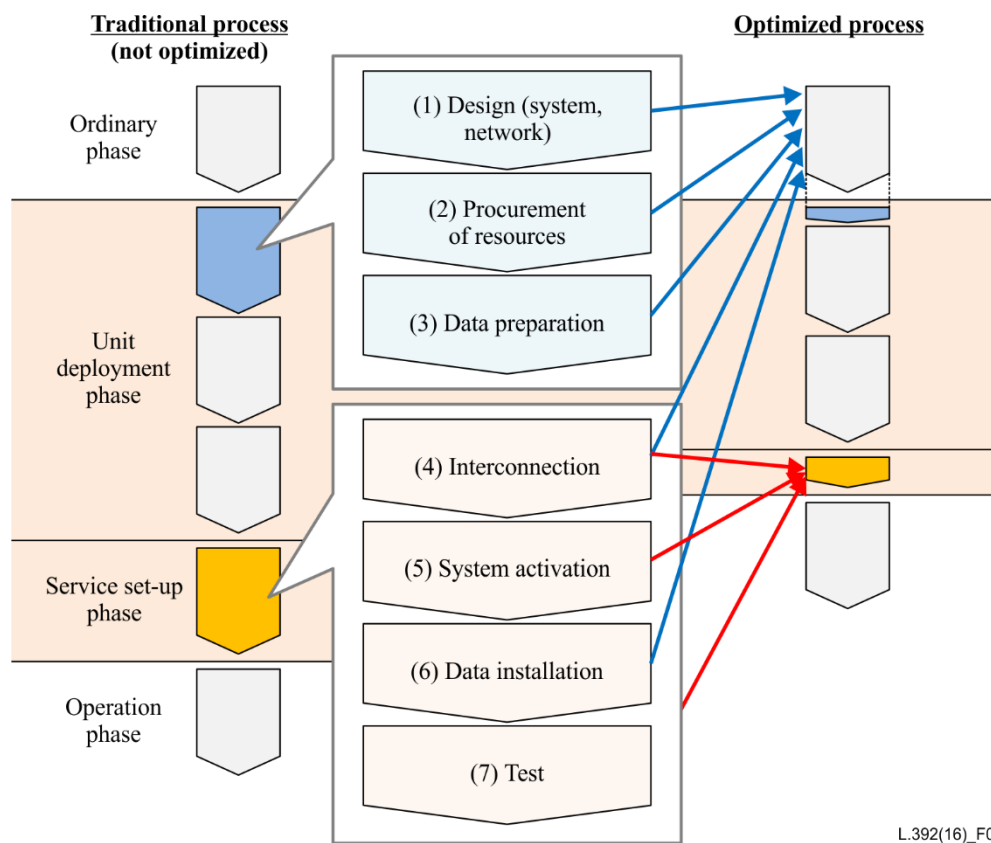 Traditional process
(not optimized)
Optimized process
Ordinary
phase
(1) Design (system,
network)
(2) Procurement
of resources
(3) Data preparation
Unit
deployment
phase
(4) Interconnection
(5) System activation
Service set-up
phase
(6) Data installation
Operation
phase
(7) Test
L.392(16)_F0